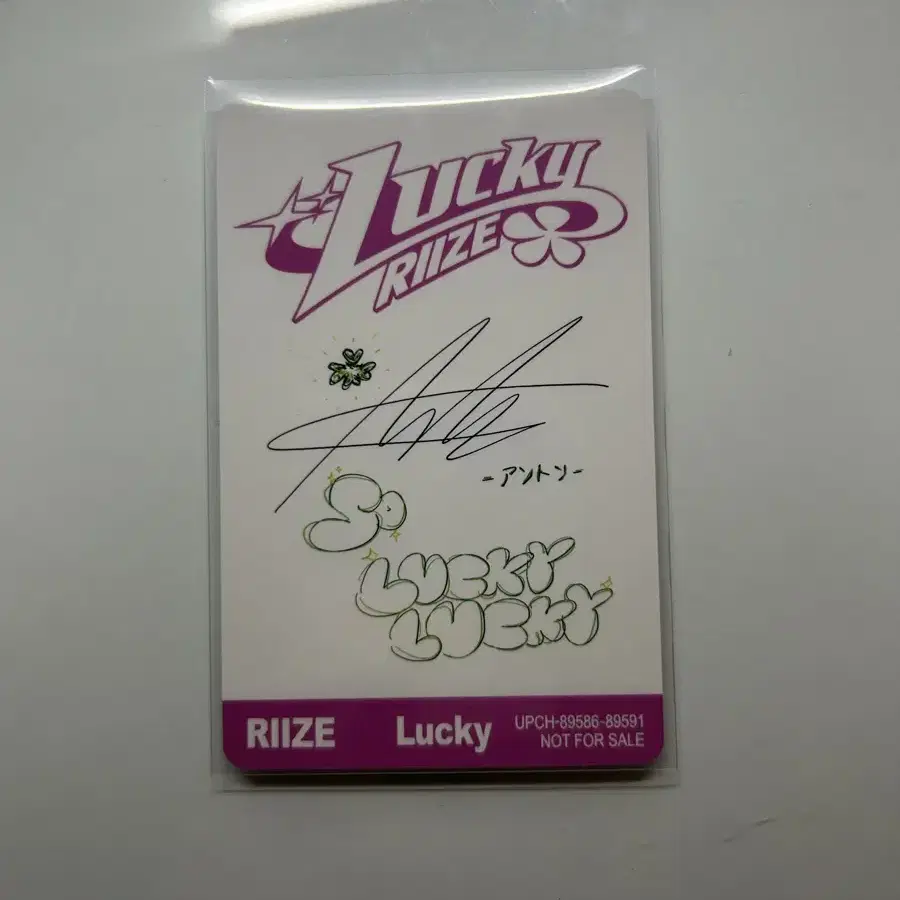 Lucky
RIIZE
-アントン-
So
LUCKY
LUCKY
RIIZE Lucky UPCH-89586-89591
NOT FOR SALE